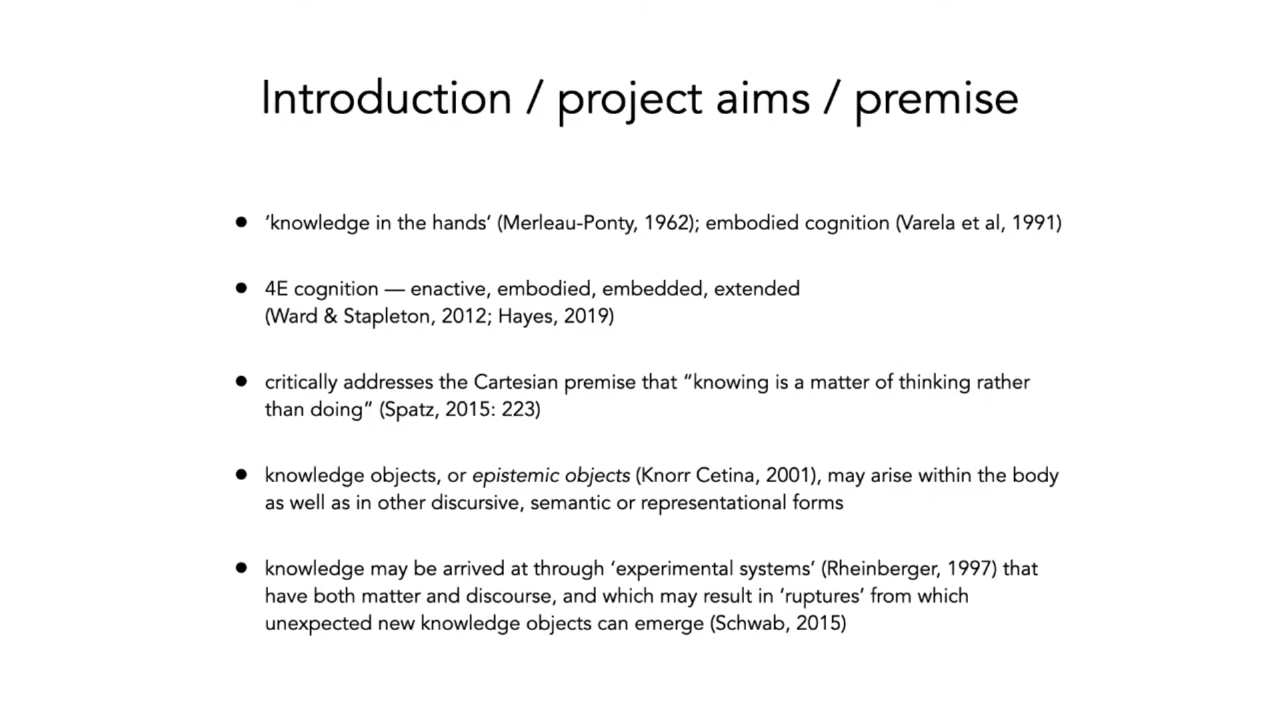 Introduction / project aims / premise
● ‘knowledge in the hands’ (Merleau-Ponty, 1962); embodied cognition (Varela et al, 1991)
● 4E cognition — enactive, embodied, embedded, extended
(Ward & Stapleton, 2012; Hayes, 2019)
● critically addresses the Cartesian premise that “knowing is a matter of thinking rather
than doing” (Spatz, 2015: 223)
● knowledge objects, or epistemic objects (Knorr Cetina, 2001), may arise within the body
as well as in other discursive, semantic or representational forms
● knowledge may be arrived at through ‘experimental systems’ (Rheinberger, 1997) that
have both matter and discourse, and which may result in ‘ruptures’ from which
unexpected new knowledge objects can emerge (Schwab, 2015)